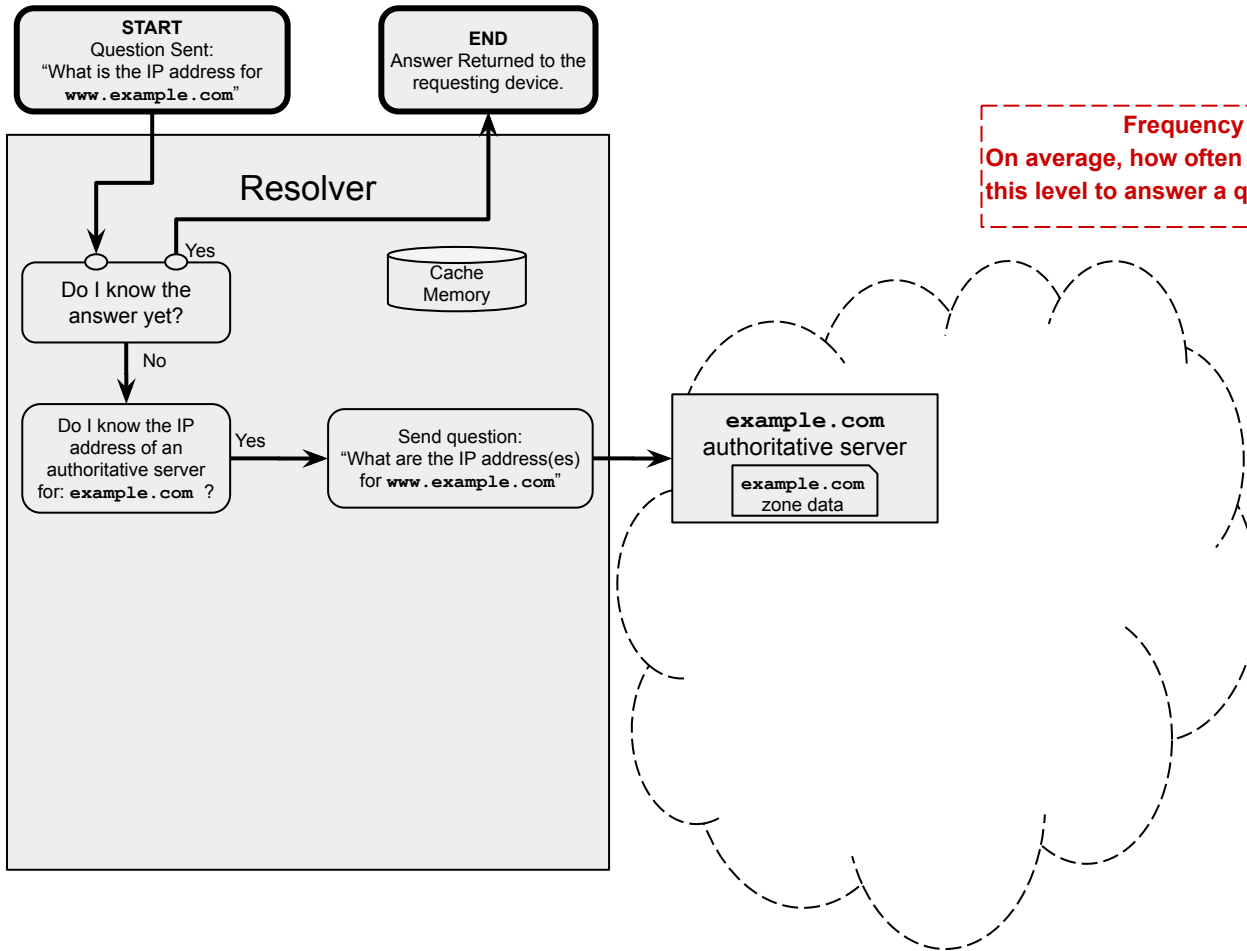 START
Question Sent:
“What is the IP address for
www.example.com”
END
Answer Returned to the
requesting device.
Frequency
On average, how often
this level to answer a q
Resolver
Yes
Cache
Memory
Do I know the
answer yet?
No
Do I know the IP
address of an
authoritative server
for: example.com ?
Yes
Send question:
“What are the IP address(es)
for www.example.com”
example.com
authoritative server
example.com
zone data